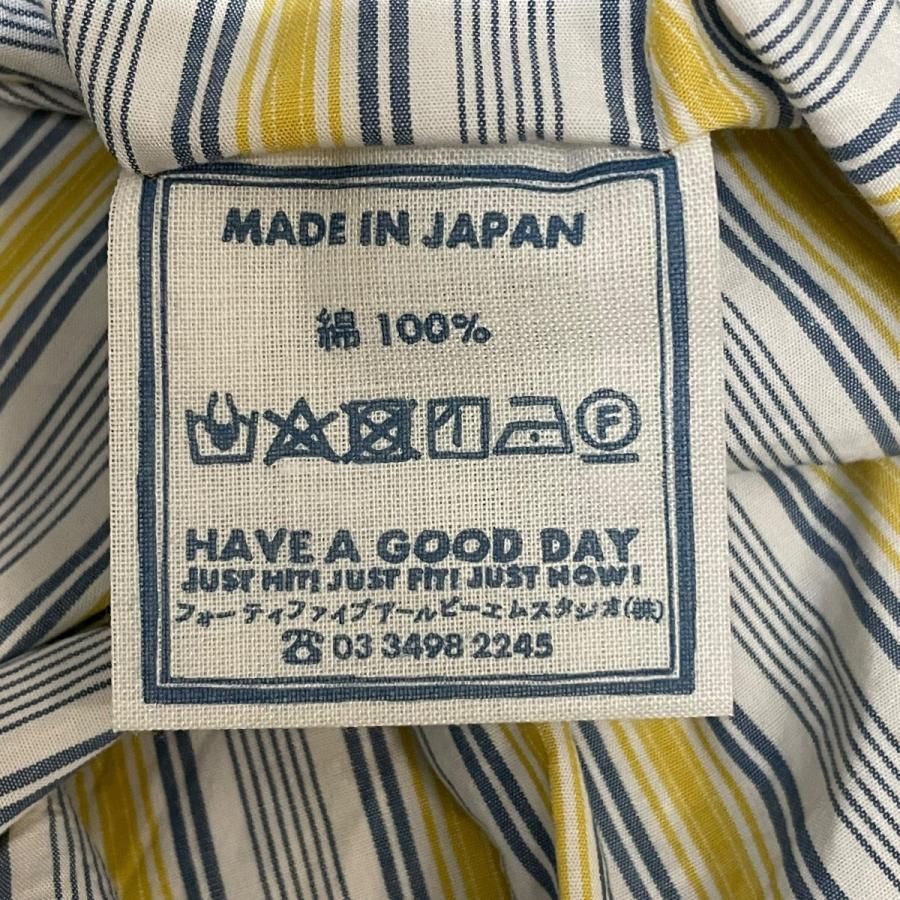 MADE IN JAPAN
綿 100%
F
HAVE A GOOD DAY
JUST HIT! JUST FIT! JUST NOW!
フォーティファイブアールピーエムスタジオ(株)
☎ 03 3498 2245